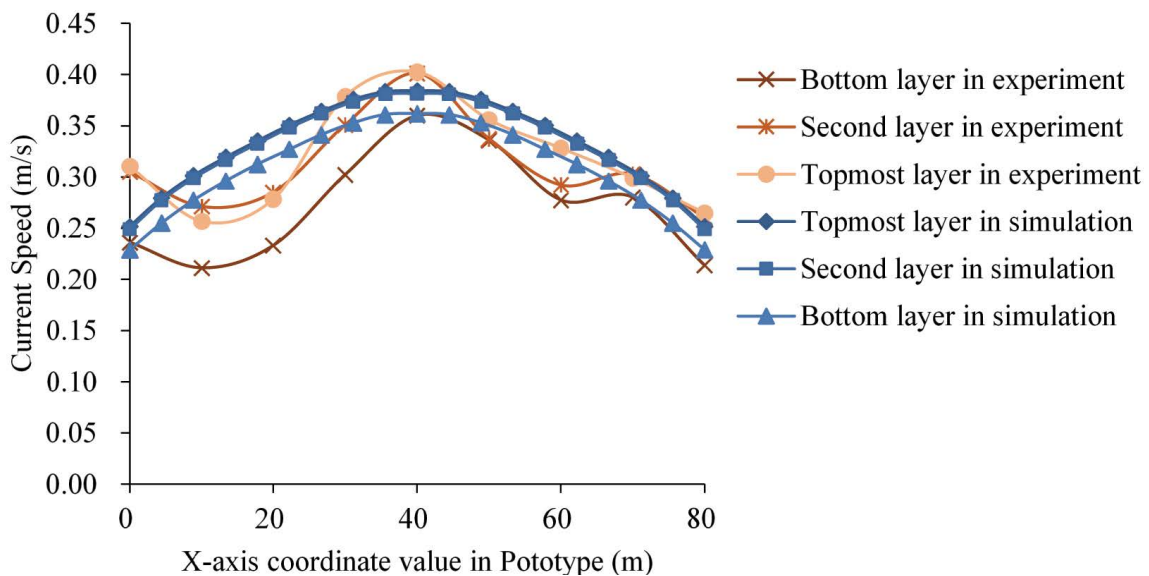 0.45
0.40
0.35
0.30
0.25
0.20
0.15
0.10
0.05
0.00
Current Speed (m/s)
0 20 40 60 80
X-axis coordinate value in Pototype (m)
Bottom layer in experiment
Second layer in experiment
Topmost layer in experiment
Topmost layer in simulation
Second layer in simulation
Bottom layer in simulation